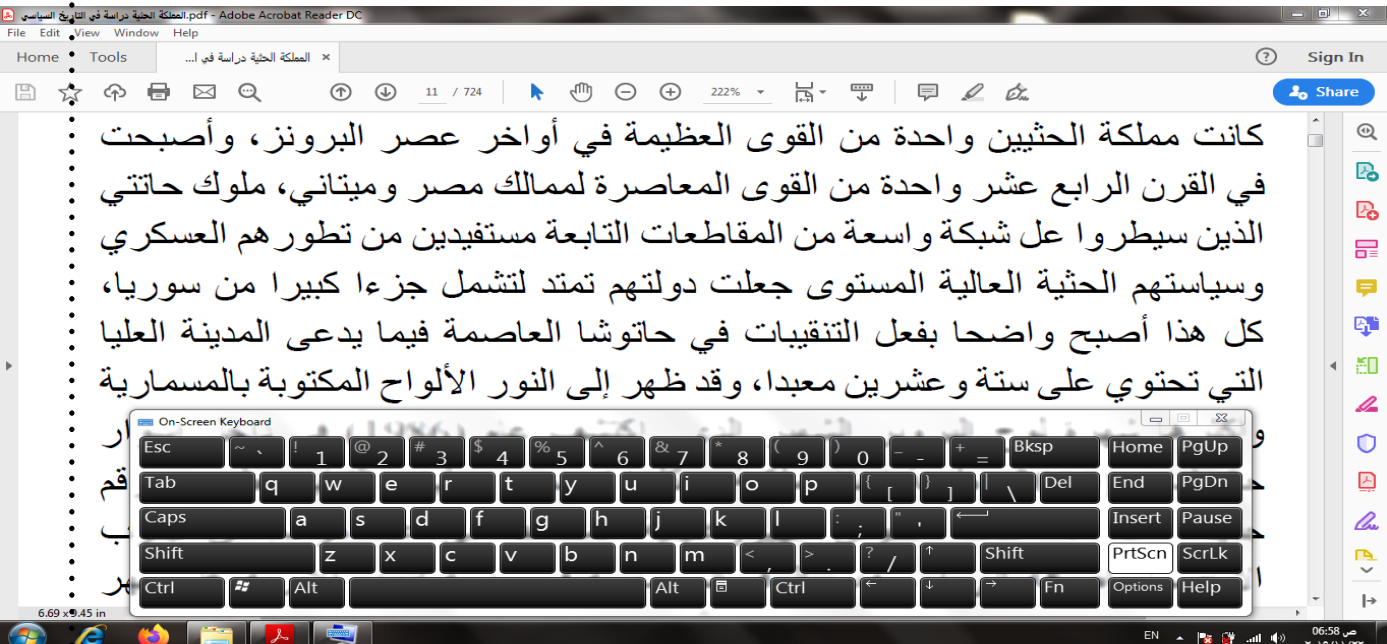 المملكة الحثية دراسة في التاريخ السياسي.pdf - Adobe Acrobat Reader DC
File Edit View Window Help
Home Tools المملكة الحثية دراسة في ا... × ? Sign In
11 / 724 222% Share
كانت مملكة الحثيين واحدة من القوى العظيمة في أواخر عصر البرونز، وأصبحت
في القرن الرابع عشر واحدة من القوى المعاصرة لممالك مصر وميتاني، ملوك حاتتي
الذين سيطروا عل شبكة واسعة من المقاطعات التابعة مستفيدين من تطورهم العسكري
وسياستهم الحثية العالية المستوى جعلت دولتهم تمتد لتشمل جزءا كبيرا من سوريا،
كل هذا أصبح واضحا بفعل التنقيبات في حاتوشا العاصمة فيما يدعى المدينة العليا
التي تحتوي على ستة وعشرين معبدا، وقد ظهر إلى النور الألواح المكتوبة بالمسمارية
On-Screen Keyboard
Esc ~ ` ! 1 @ 2 # 3 $ 4 % 5 ^ 6 & 7 * 8 ( 9 ) 0 _ - + = Bksp Home PgUp
Tab q w e r t y u i o p { [ } ] | \ Del End PgDn
Caps a s d f g h j k l : ; " ' Insert Pause
Shift z x c v b n m < , > . ? / ↑ Shift PrtScn ScrLk
Ctrl Alt Alt Ctrl ← ↓ → Fn Options Help
6.69 x 9.45 in
EN 06:58 ص